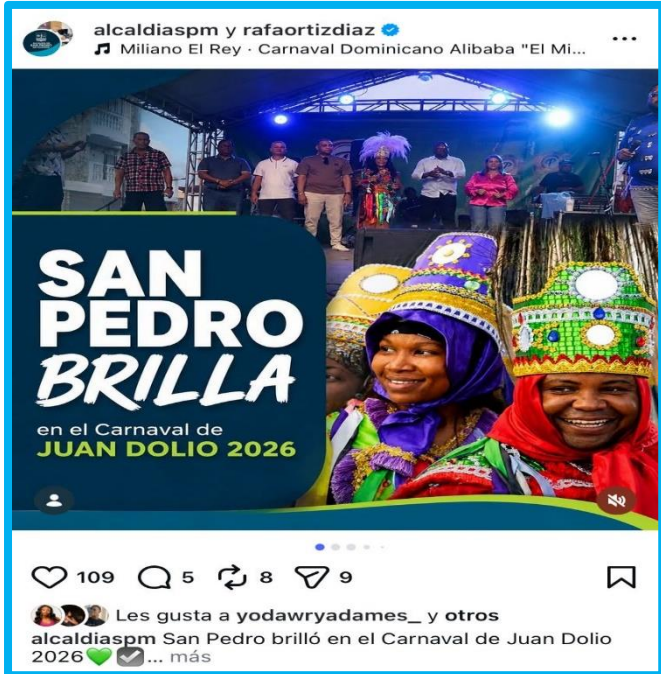 alcaldiaspm y rafaortizdiaz
Miliano El Rey · Carnaval Dominicano Alibaba "El Mi...
SAN
PEDRO
BRILLA
en el Carnaval de
JUAN DOLIO 2026
109 5 8 9
Les gusta a yodawryadames_ y otros
alcaldiaspm San Pedro brilló en el Carnaval de Juan Dolio
2026💚☑️... más